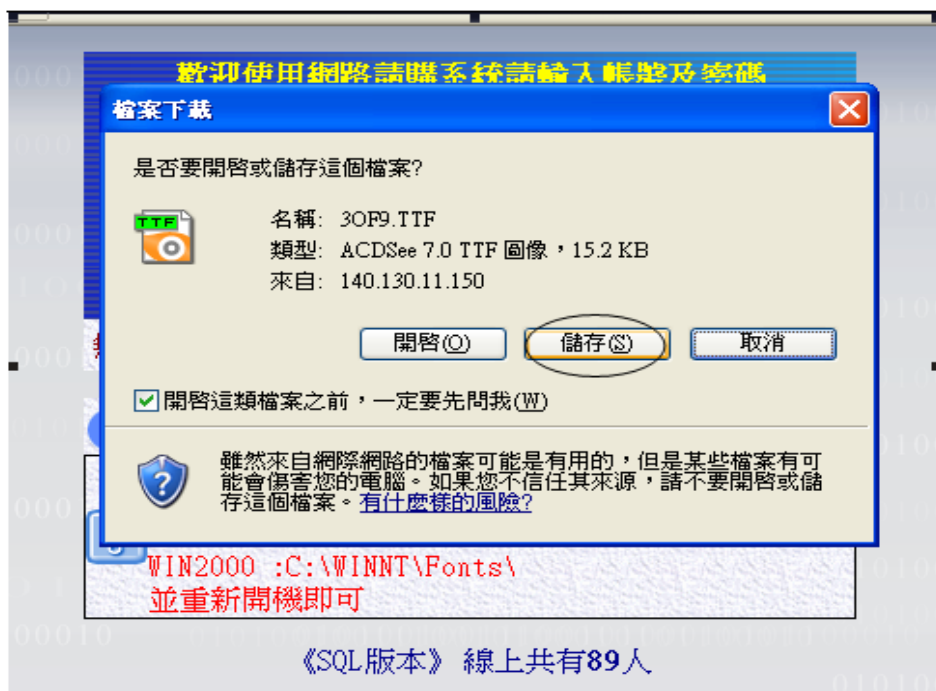 歡迎使用網路請購系統請輸入帳號及密碼
檔案下載
是否要開啓或儲存這個檔案?
TTF
名稱: 3OF9.TTF
類型: ACDSee 7.0 TTF 圖像，15.2 KB
來自: 140.130.11.150
開啓(O)
儲存(S)
取消
開啓這類檔案之前，一定要先問我(W)
雖然來自網際網路的檔案可能是有用的，但是某些檔案有可
能會傷害您的電腦。如果您不信任其來源，請不要開啓或儲
存這個檔案。有什麼樣的風險?
WIN2000 :C:\WINNT\Fonts\
並重新開機即可
《SQL版本》 線上共有89人